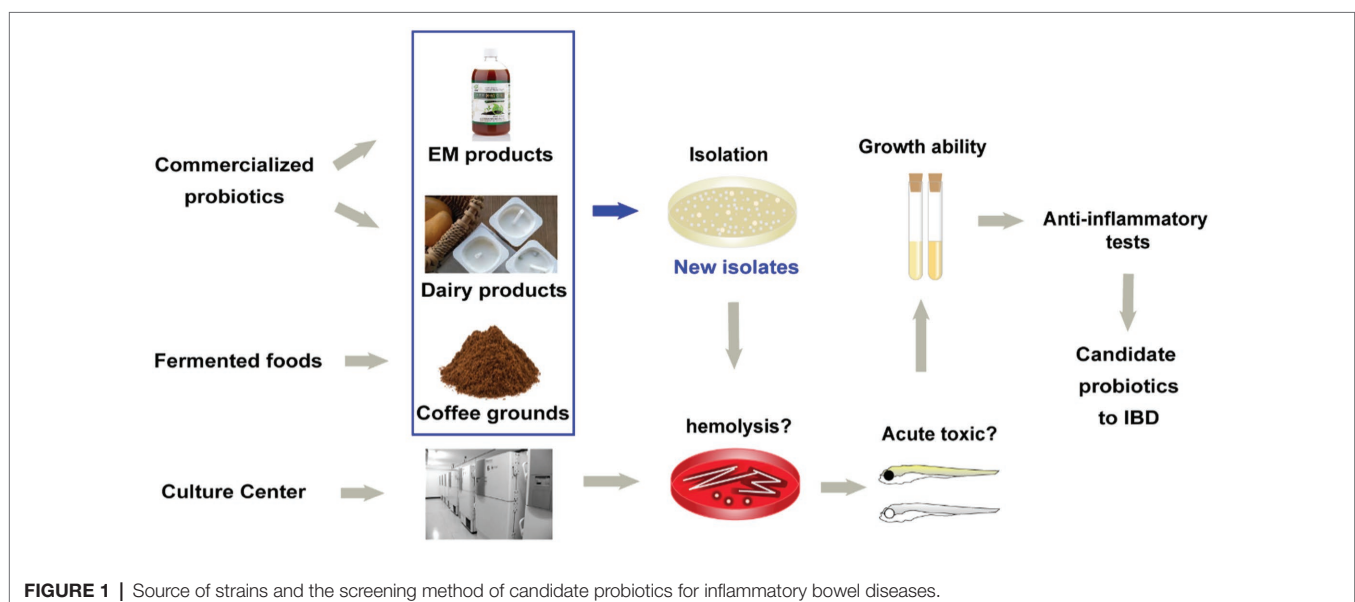 Commercialized
probiotics
EM products
Dairy products
Fermented foods
Coffee grounds
Culture Center
Isolation
New isolates
hemolysis?
Acute toxic?
Growth ability
Anti-inflammatory
tests
Candidate
probiotics
to IBD
FIGURE 1 | Source of strains and the screening method of candidate probiotics for inflammatory bowel diseases.